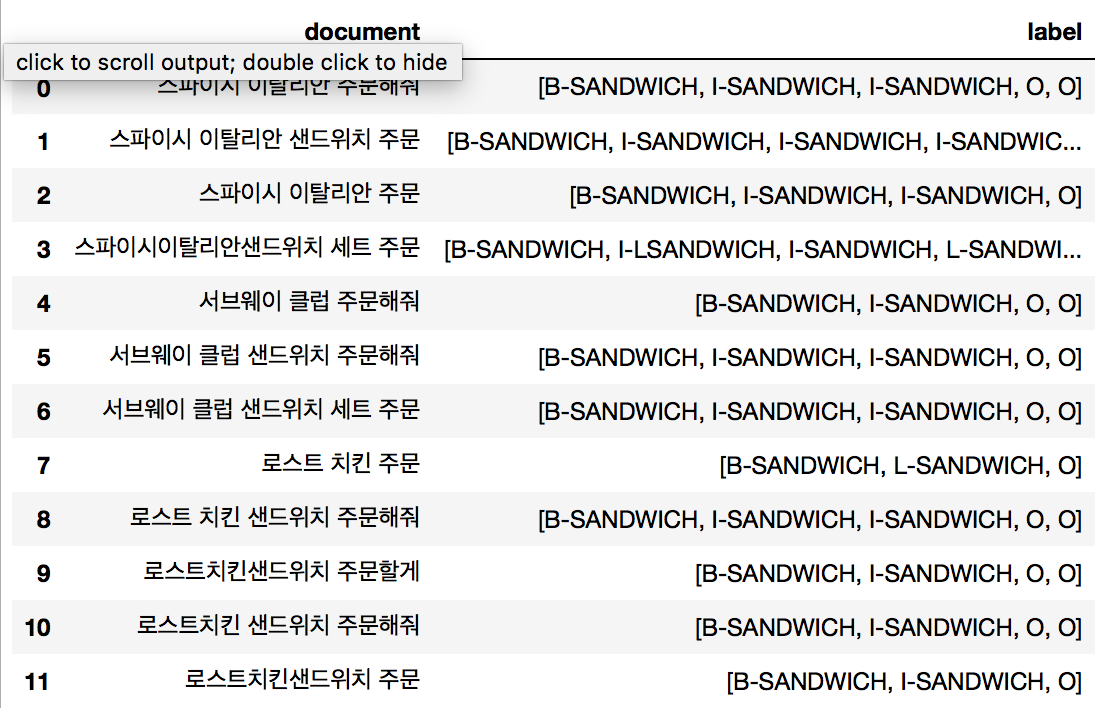 document label
click to scroll output; double click to hide
0 스파이시 이탈리안 주문해줘 [B-SANDWICH, I-SANDWICH, I-SANDWICH, O, O]
1 스파이시 이탈리안 샌드위치 주문 [B-SANDWICH, I-SANDWICH, I-SANDWICH, I-SANDWIC...
2 스파이시 이탈리안 주문 [B-SANDWICH, I-SANDWICH, I-SANDWICH, O]
3 스파이시이탈리안샌드위치 세트 주문 [B-SANDWICH, I-LSANDWICH, I-SANDWICH, L-SANDWI...
4 서브웨이 클럽 주문해줘 [B-SANDWICH, I-SANDWICH, O, O]
5 서브웨이 클럽 샌드위치 주문해줘 [B-SANDWICH, I-SANDWICH, I-SANDWICH, O, O]
6 서브웨이 클럽 샌드위치 세트 주문 [B-SANDWICH, I-SANDWICH, I-SANDWICH, O, O]
7 로스트 치킨 주문 [B-SANDWICH, L-SANDWICH, O]
8 로스트 치킨 샌드위치 주문해줘 [B-SANDWICH, I-SANDWICH, I-SANDWICH, O, O]
9 로스트치킨샌드위치 주문할게 [B-SANDWICH, I-SANDWICH, O, O]
10 로스트치킨 샌드위치 주문해줘 [B-SANDWICH, I-SANDWICH, O, O]
11 로스트치킨샌드위치 주문 [B-SANDWICH, I-SANDWICH, O]